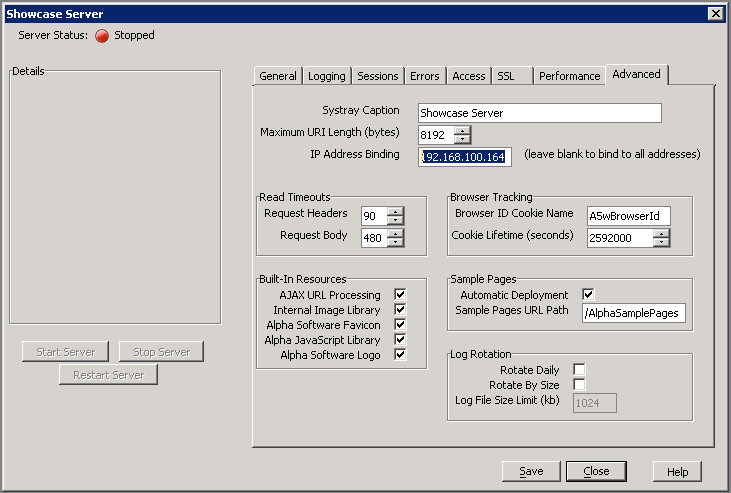 Showcase Server
Server Status: Stopped
Details
General Logging Sessions Errors Access SSL Performance Advanced
Systray Caption Showcase Server
Maximum URI Length (bytes) 8192
IP Address Binding 192.168.100.164 (leave blank to bind to all addresses)
Read Timeouts
Request Headers 90
Request Body 480
Browser Tracking
Browser ID Cookie Name A5wBrowserId
Cookie Lifetime (seconds) 2592000
Built-In Resources
AJAX URL Processing
Internal Image Library
Alpha Software Favicon
Alpha JavaScript Library
Alpha Software Logo
Sample Pages
Automatic Deployment
Sample Pages URL Path /AlphaSamplePages
Log Rotation
Rotate Daily
Rotate By Size
Log File Size Limit (kb) 1024
Start Server Stop Server
Restart Server
Save Close Help